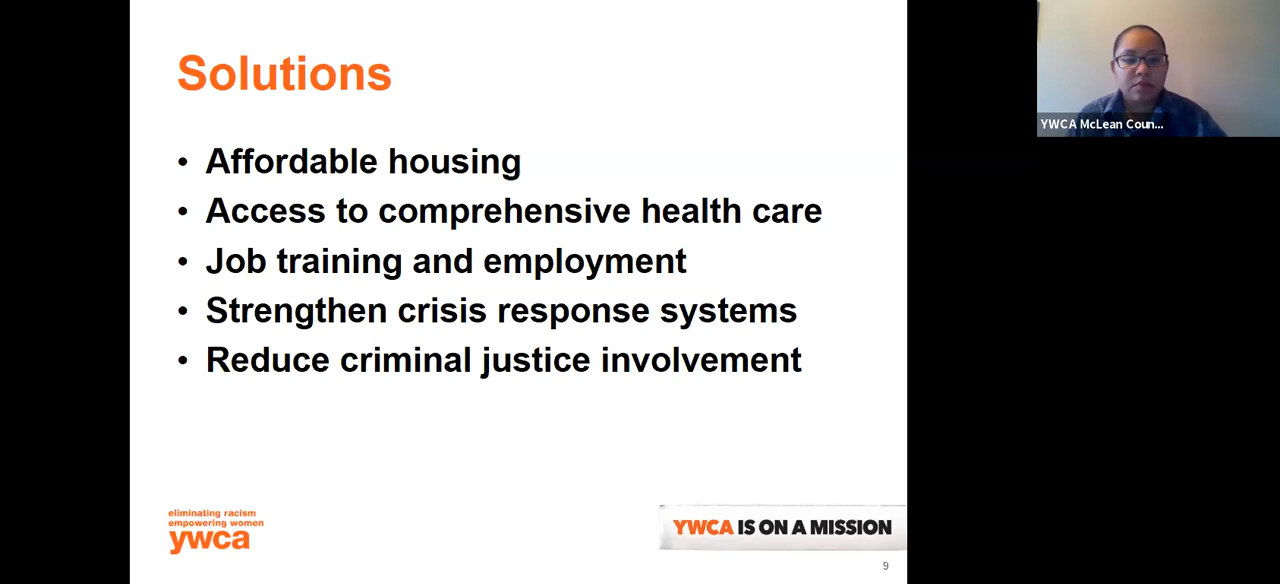 Solutions
• Affordable housing
• Access to comprehensive health care
• Job training and employment
• Strengthen crisis response systems
• Reduce criminal justice involvement
eliminating racism
empowering women
ywca
YWCA IS ON A MISSION
9
YWCA McLean Coun...